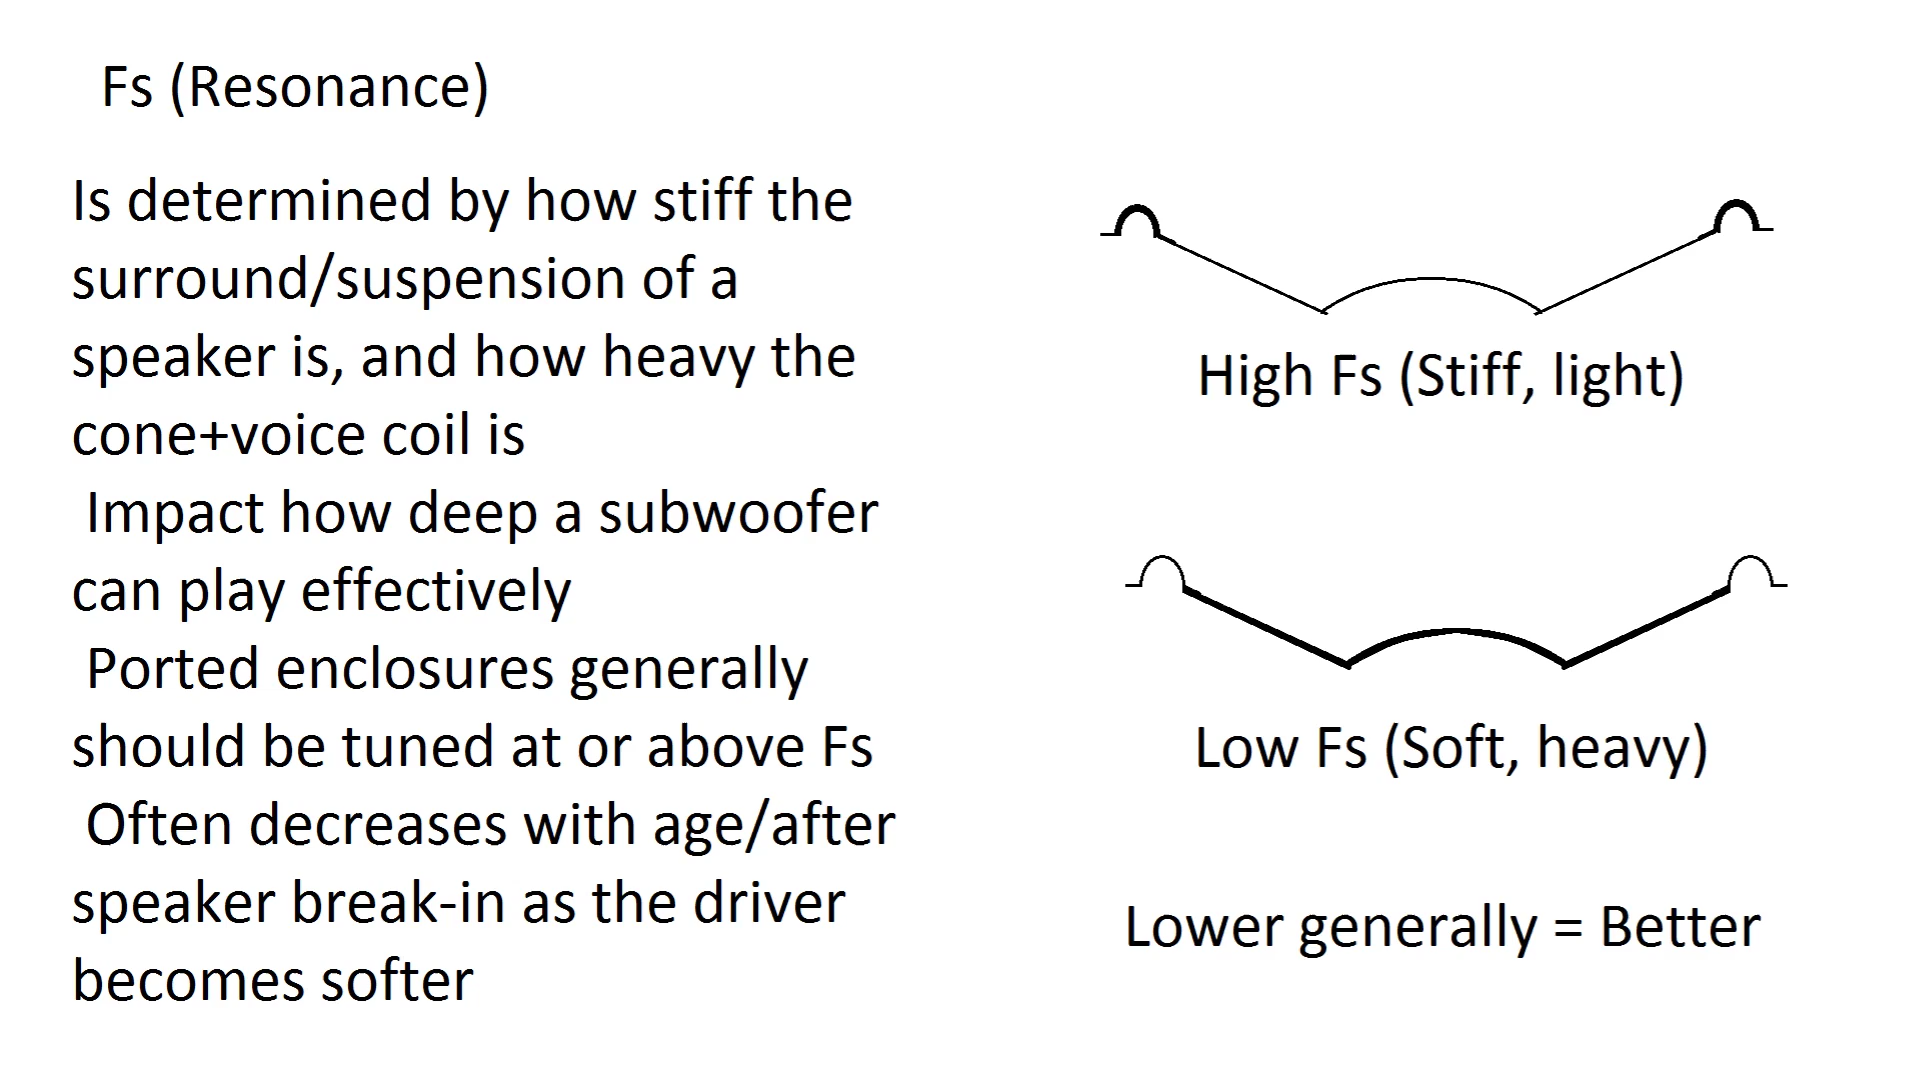 Fs (Resonance)
Is determined by how stiff the
surround/suspension of a
speaker is, and how heavy the
cone+voice coil is
Impact how deep a subwoofer
can play effectively
Ported enclosures generally
should be tuned at or above Fs
Often decreases with age/after
speaker break-in as the driver
becomes softer
High Fs (Stiff, light)
Low Fs (Soft, heavy)
Lower generally = Better